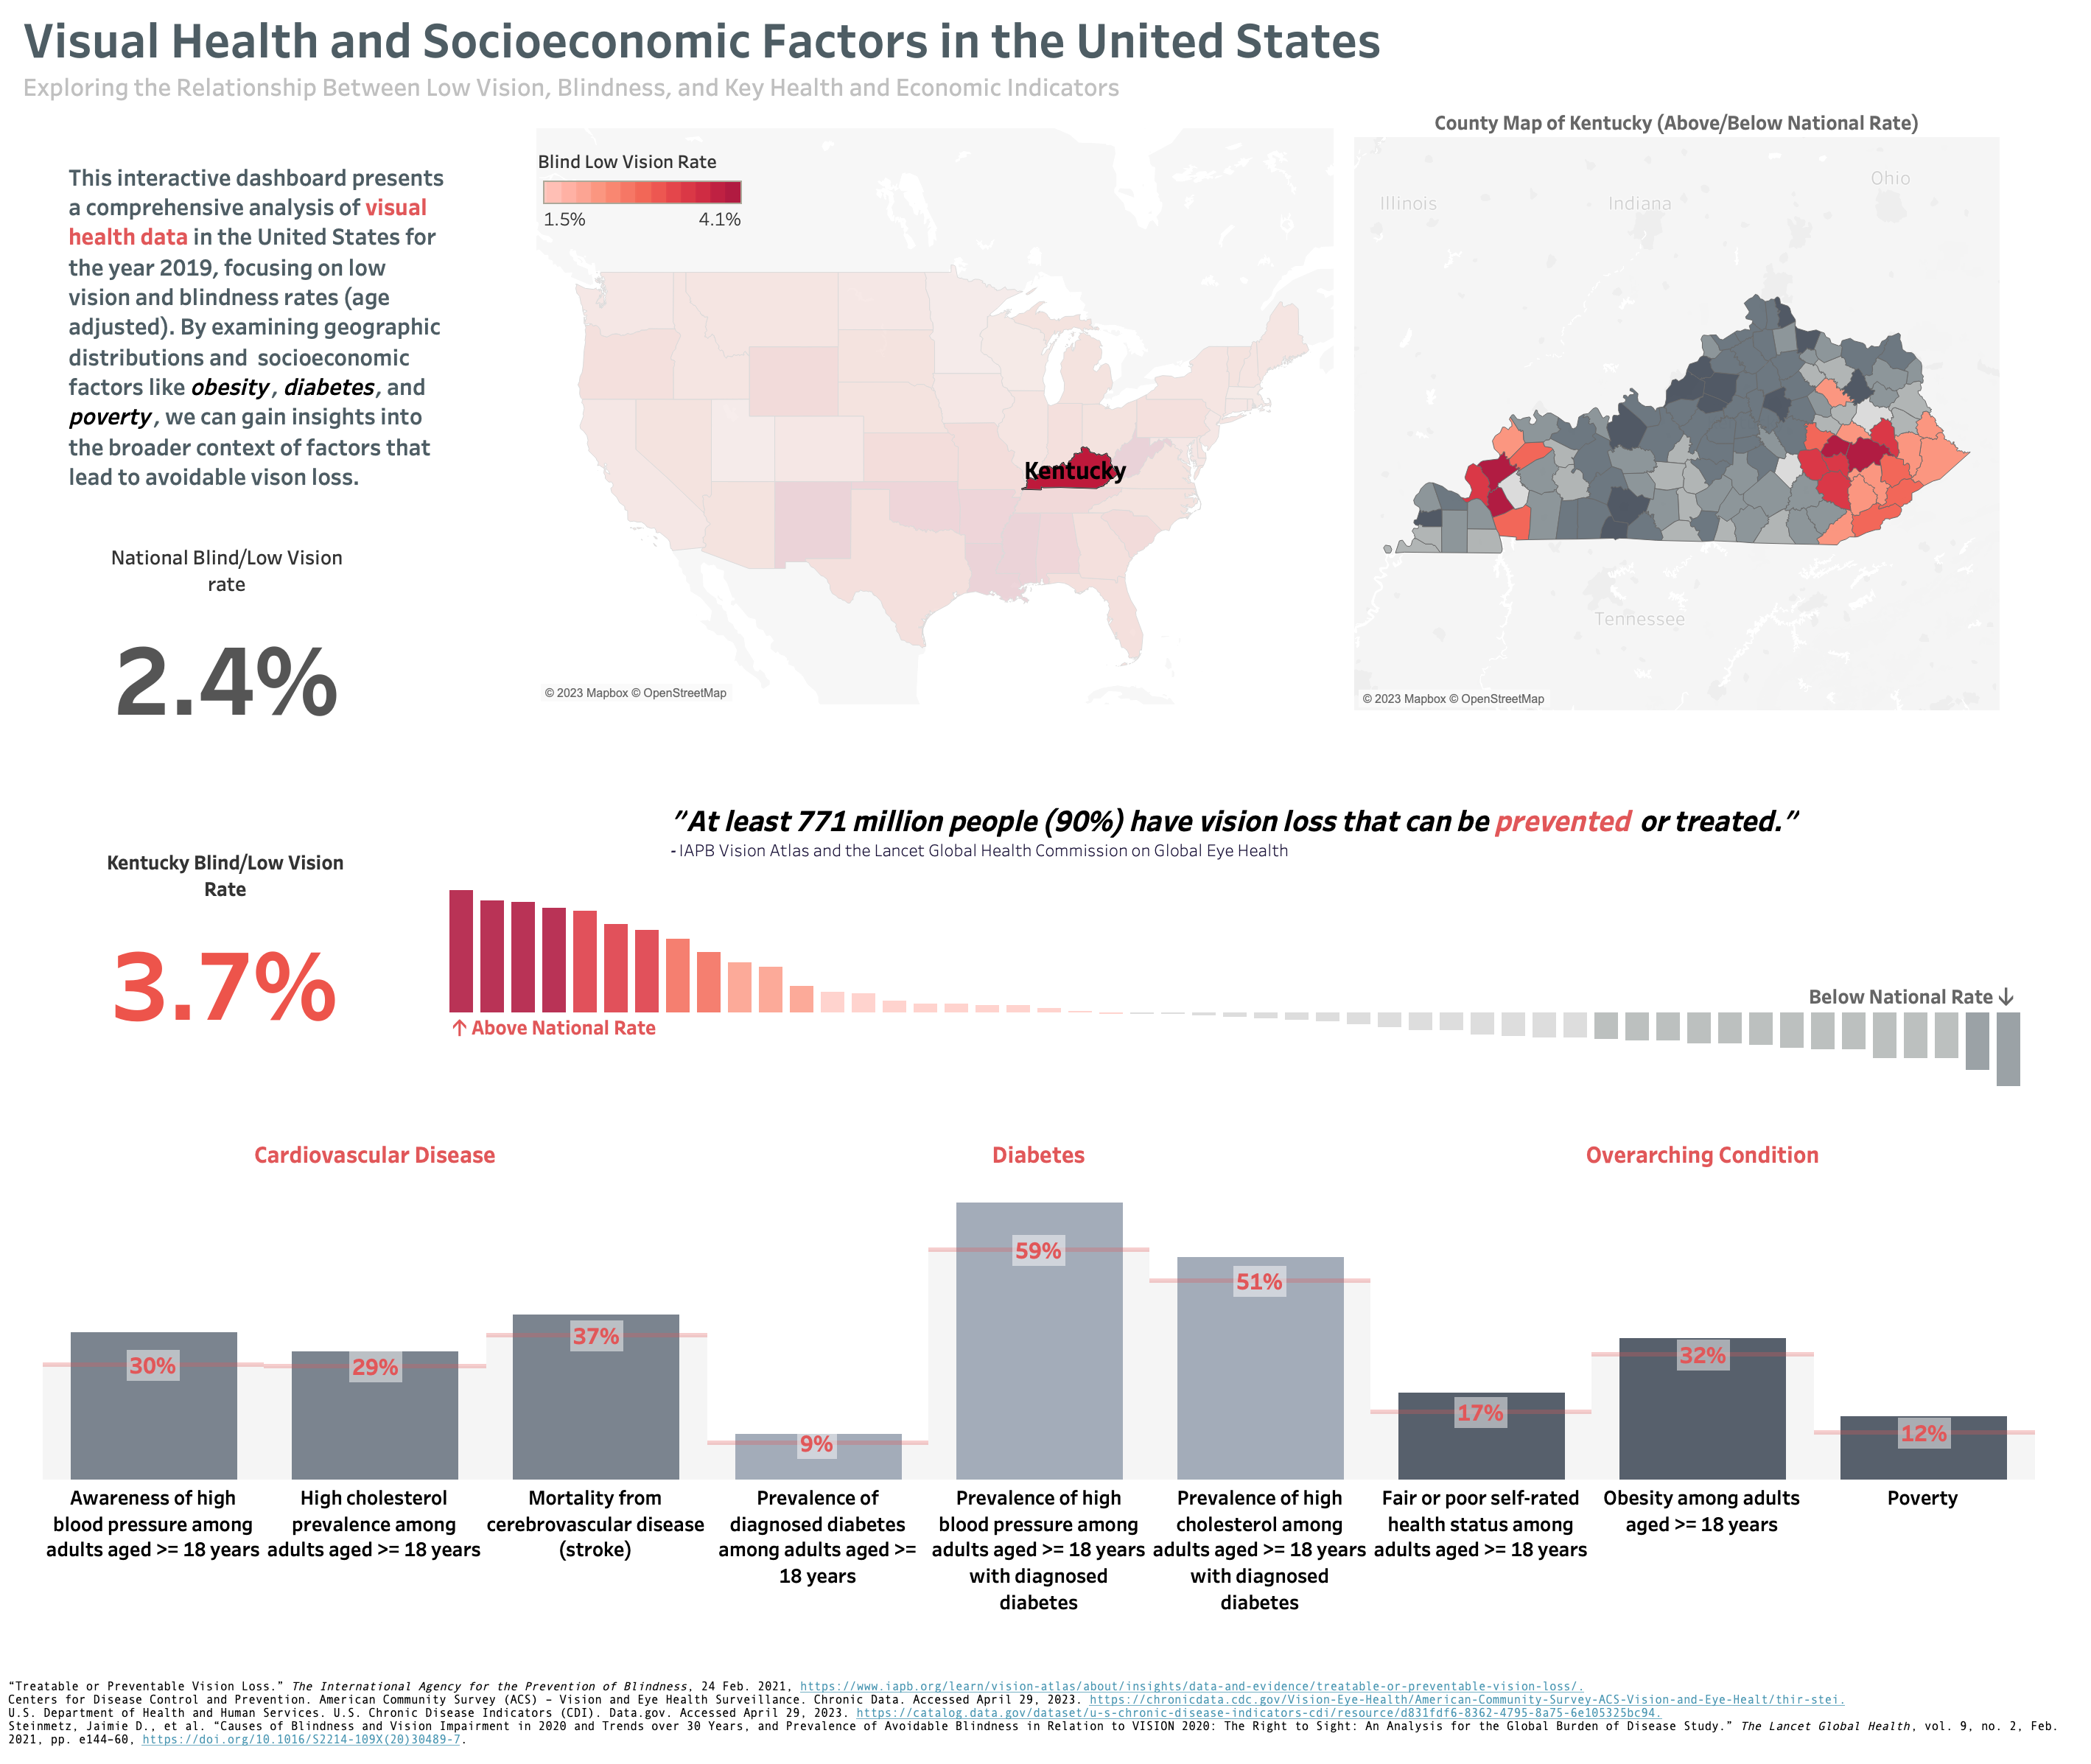 Visual Health and Socioeconomic Factors in the United States
Exploring the Relationship Between Low Vision, Blindness, and Key Health and Economic Indicators
This interactive dashboard presents
a comprehensive analysis of visual
health data in the United States for
the year 2019, focusing on low
vision and blindness rates (age
adjusted). By examining geographic
distributions and socioeconomic
factors like obesity, diabetes, and
poverty, we can gain insights into
the broader context of factors that
lead to avoidable vison loss.
National Blind/Low Vision
rate
2.4%
Blind Low Vision Rate
1.5% 4.1%
Kentucky
© 2023 Mapbox © OpenStreetMap
County Map of Kentucky (Above/Below National Rate)
Illinois
Indiana
Ohio
Tennessee
© 2023 Mapbox © OpenStreetMap
Kentucky Blind/Low Vision
Rate
3.7%
"At least 771 million people (90%) have vision loss that can be prevented or treated."
- IAPB Vision Atlas and the Lancet Global Health Commission on Global Eye Health
↑ Above National Rate
Below National Rate ↓
Cardiovascular Disease
Diabetes
Overarching Condition
30%
29%
37%
9%
59%
51%
17%
32%
12%
Awareness of high
blood pressure among
adults aged >= 18 years
High cholesterol
prevalence among
adults aged >= 18 years
Mortality from
cerebrovascular disease
(stroke)
Prevalence of
diagnosed diabetes
among adults aged >=
18 years
Prevalence of high
blood pressure among
adults aged >= 18 years
with diagnosed
diabetes
Prevalence of high
cholesterol among
adults aged >= 18 years
with diagnosed
diabetes
Fair or poor self-rated
health status among
adults aged >= 18 years
Obesity among adults
aged >= 18 years
Poverty
“Treatable or Preventable Vision Loss.” The International Agency for the Prevention of Blindness, 24 Feb. 2021, https://www.iapb.org/learn/vision-atlas/about/insights/data-and-evidence/treatable-or-preventable-vision-loss/.
Centers for Disease Control and Prevention. American Community Survey (ACS) – Vision and Eye Health Surveillance. Chronic Data. Accessed April 29, 2023. https://chronicdata.cdc.gov/Vision-Eye-Health/American-Community-Survey-ACS-Vision-and-Eye-Healt/thir-stei.
U.S. Department of Health and Human Services. U.S. Chronic Disease Indicators (CDI). Data.gov. Accessed April 29, 2023. https://catalog.data.gov/dataset/u-s-chronic-disease-indicators-cdi/resource/d831fdf6-8362-4795-8a75-6e105325bc94.
Steinmetz, Jaimie D., et al. “Causes of Blindness and Vision Impairment in 2020 and Trends over 30 Years, and Prevalence of Avoidable Blindness in Relation to VISION 2020: The Right to Sight: An Analysis for the Global Burden of Disease Study.” The Lancet Global Health, vol. 9, no. 2, Feb.
2021, pp. e144–60, https://doi.org/10.1016/S2214-109X(20)30489-7.